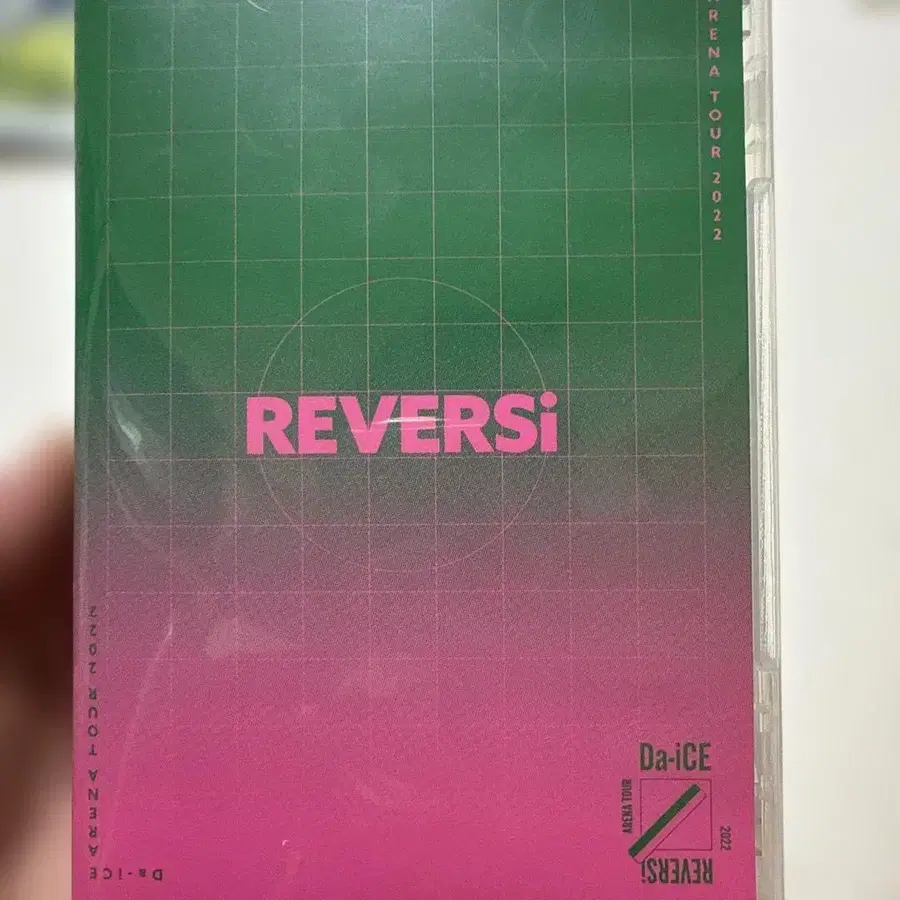 ARENA TOUR 2022
REVERSi
Da-iCE ARENA TOUR 2022
Da-iCE
ARENA TOUR
2022
REVERSi